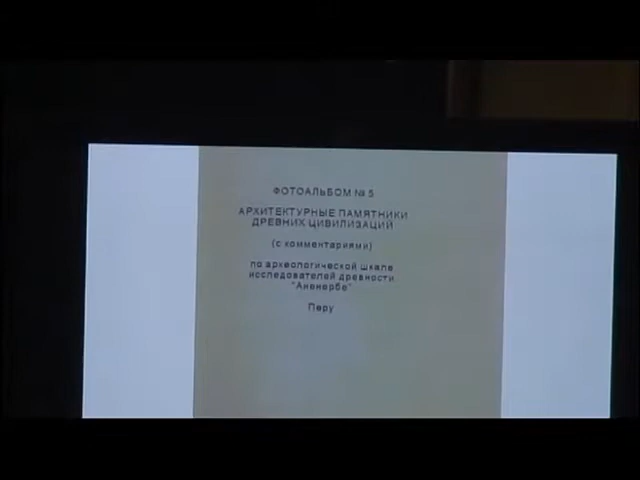 ФОТОАЛЬБОМ № 5
АРХИТЕКТУРНЫЕ ПАМЯТНИКИ
ДРЕВНИХ ЦИВИЛИЗАЦИЙ
(с комментариями)
по археологической шкале
исследователей древности
"Аненербе"
Перу